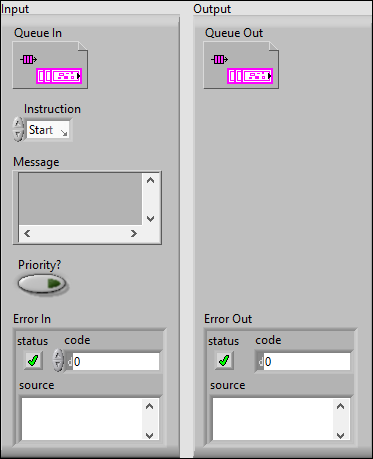 Input
Output
Queue In
Queue Out
Instruction
Start
Message
Priority?
Error In
Error Out
status code
0
status code
0
source
source